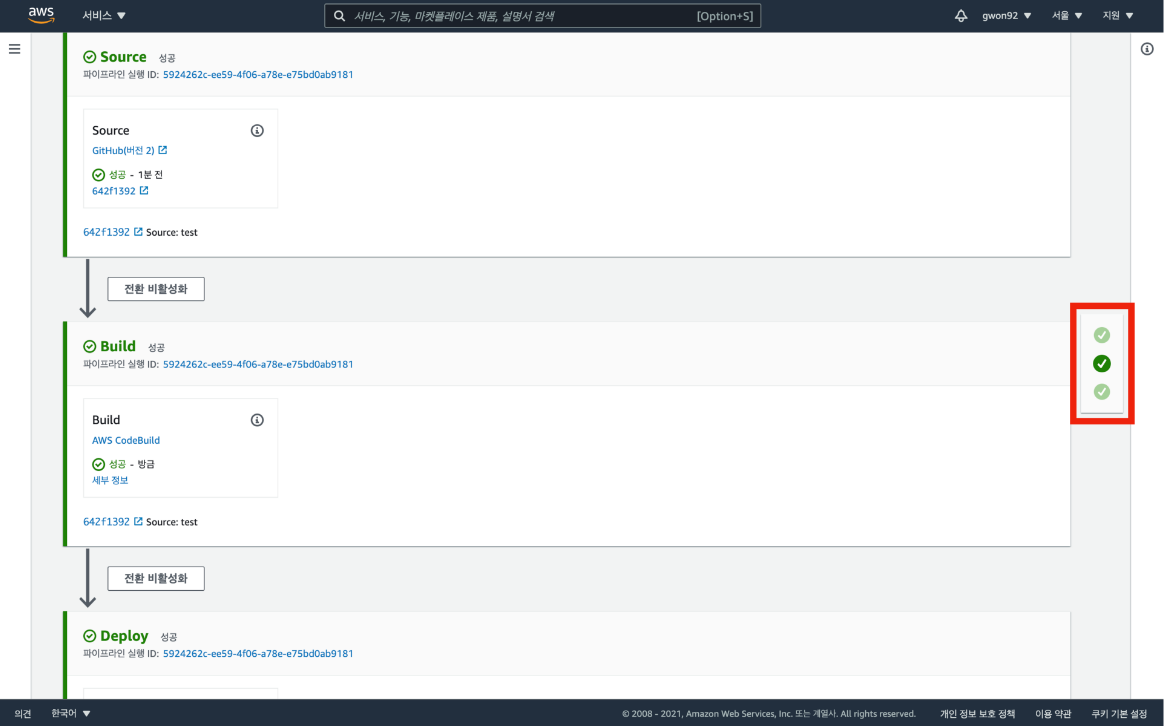 aws 서비스 ▼ 서비스, 기능, 마켓플레이스 제품, 설명서 검색 [Option+S] gwon92 ▼ 서울 ▼ 지원 ▼
Source 성공
파이프라인 실행 ID: 5924262c-ee59-4f06-a78e-e75bd0ab9181
Source
GitHub(버전 2)
성공 - 1분 전
642f1392
642f1392 Source: test
전환 비활성화
Build 성공
파이프라인 실행 ID: 5924262c-ee59-4f06-a78e-e75bd0ab9181
Build
AWS CodeBuild
성공 - 방금
세부 정보
642f1392 Source: test
전환 비활성화
Deploy 성공
파이프라인 실행 ID: 5924262c-ee59-4f06-a78e-e75bd0ab9181
의견 한국어 ▼ © 2008 - 2021, Amazon Web Services, Inc. 또는 계열사. All rights reserved. 개인 정보 보호 정책 이용 약관 쿠키 기본 설정